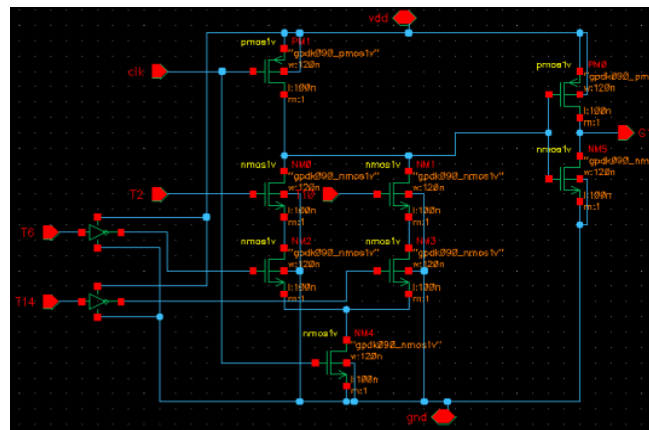 vdd
pmos1v PM1
"gpdk090_pmos1v"
w:120n
l:100n
m:1
clk
pmos1v PM0
"gpdk090_pm
w:120n
l:100n
m:1
nmos1v NM5
"gpdk090_nm
w:120n
l:100n
m:1
nmos1v NM0
"gpdk090_nmos1v"
w:120n
l:100n
m:1
nmos1v NM1
"gpdk090_nmos1v"
w:120n
l:100n
m:1
T2
T6
T14
NM2
"gpdk090_nmos1v"
w:120n
l:100n
m:1
NM3
"gpdk090_nmos1v"
w:120n
l:100n
m:1
nmos1v NM4
"gpdk090_nmos1v"
w:120n
l:100n
m:1
gnd